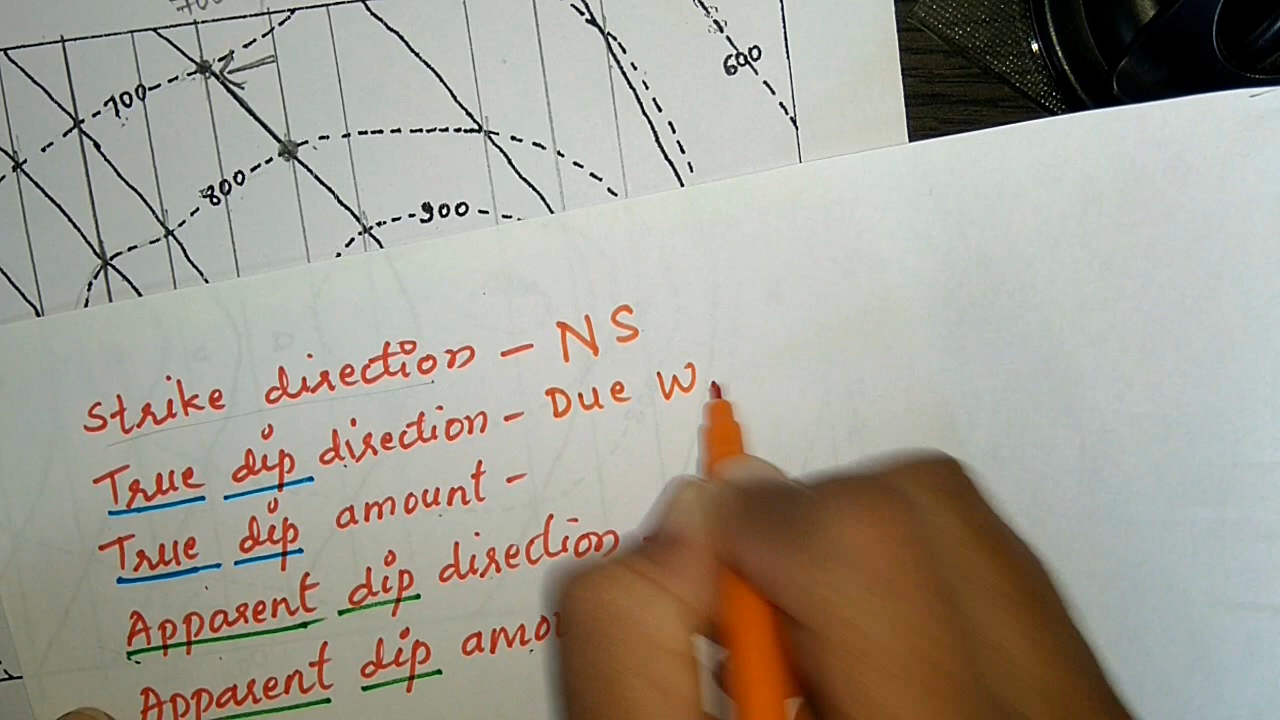 700
600
800
900
Strike direction - NS
True dip direction - Due W
True dip amount -
Apparent dip direction -
Apparent dip